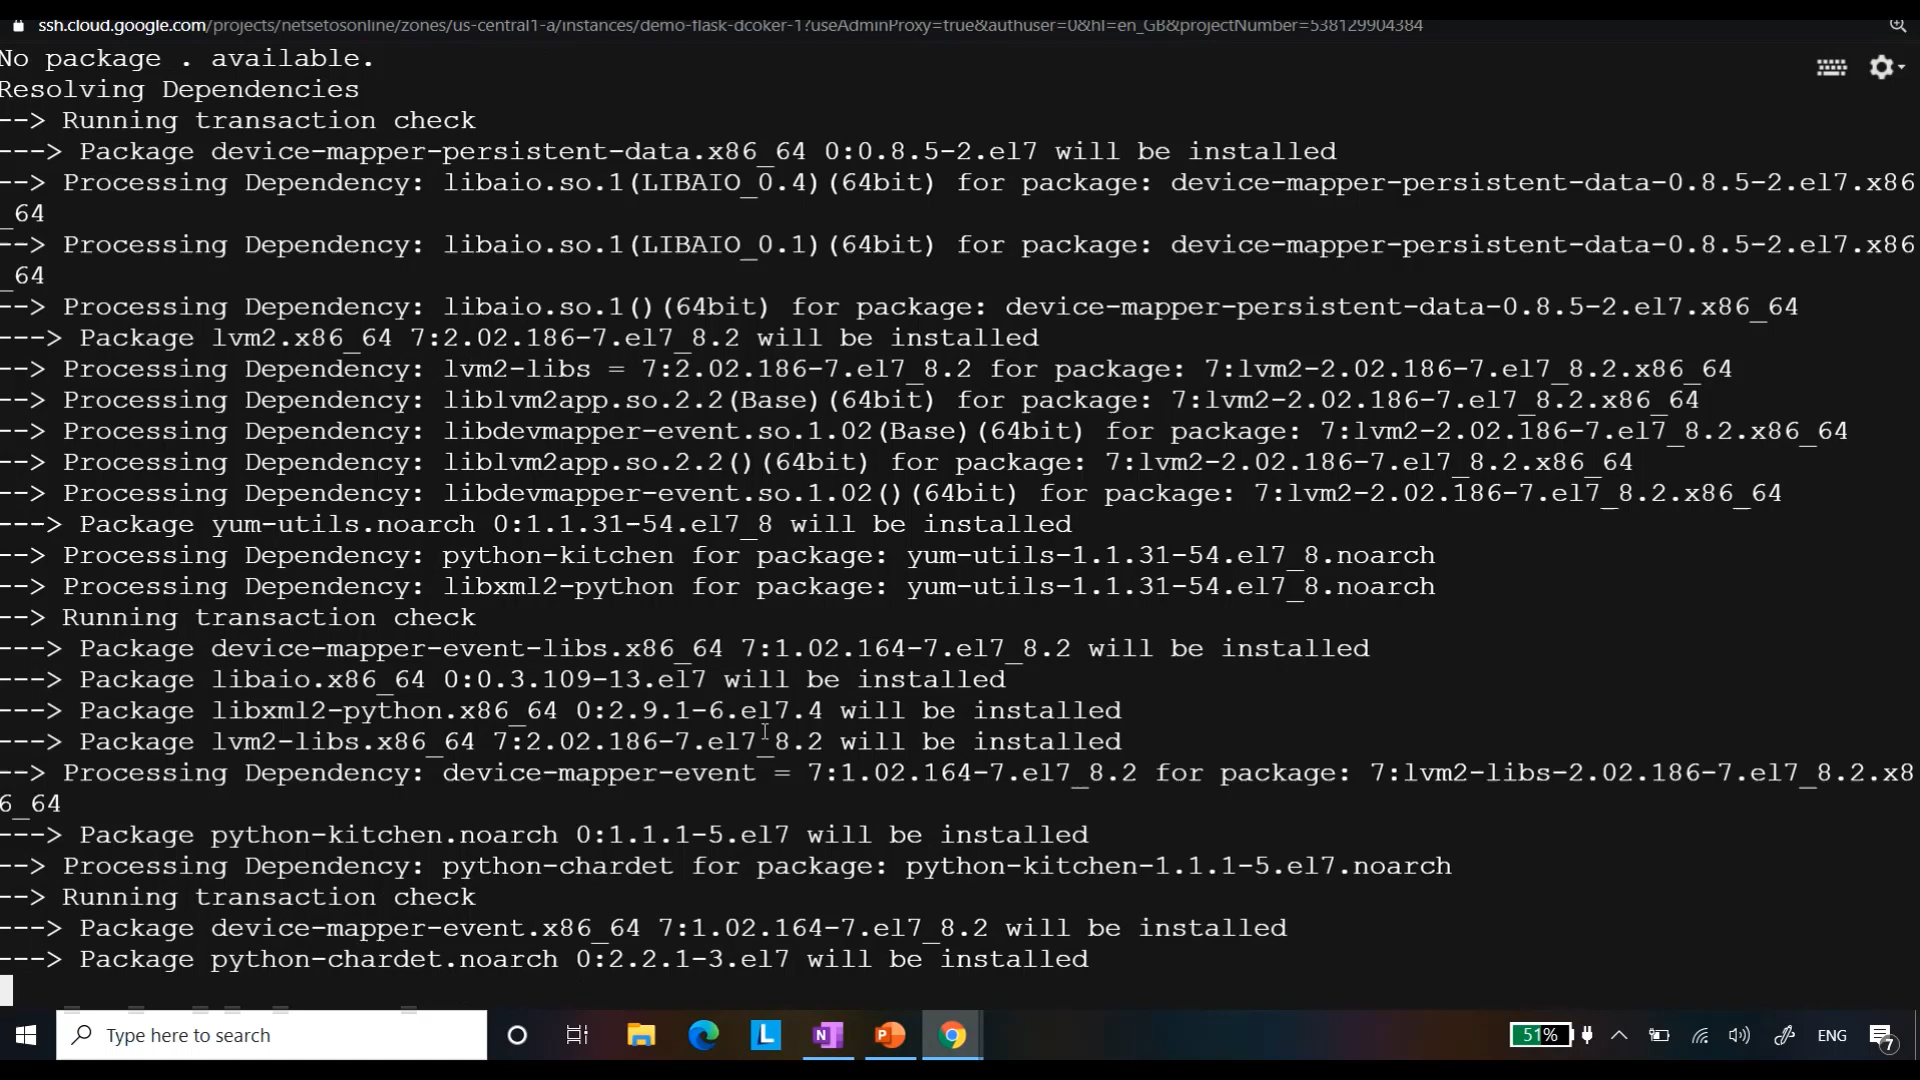 ssh.cloud.google.com/projects/netsetosonline/zones/us-central1-a/instances/demo-flask-dcoker-1?useAdminProxy=true&authuser=0&hl=en_GB&projectNumber=538129904384
No package . available.
Resolving Dependencies
--> Running transaction check
---> Package device-mapper-persistent-data.x86_64 0:0.8.5-2.el7 will be installed
--> Processing Dependency: libaio.so.1(LIBAIO_0.4)(64bit) for package: device-mapper-persistent-data-0.8.5-2.el7.x86
_64
--> Processing Dependency: libaio.so.1(LIBAIO_0.1)(64bit) for package: device-mapper-persistent-data-0.8.5-2.el7.x86
_64
--> Processing Dependency: libaio.so.1()(64bit) for package: device-mapper-persistent-data-0.8.5-2.el7.x86_64
---> Package lvm2.x86_64 7:2.02.186-7.el7_8.2 will be installed
--> Processing Dependency: lvm2-libs = 7:2.02.186-7.el7_8.2 for package: 7:lvm2-2.02.186-7.el7_8.2.x86_64
--> Processing Dependency: liblvm2app.so.2.2(Base)(64bit) for package: 7:lvm2-2.02.186-7.el7_8.2.x86_64
--> Processing Dependency: libdevmapper-event.so.1.02(Base)(64bit) for package: 7:lvm2-2.02.186-7.el7_8.2.x86_64
--> Processing Dependency: liblvm2app.so.2.2()(64bit) for package: 7:lvm2-2.02.186-7.el7_8.2.x86_64
--> Processing Dependency: libdevmapper-event.so.1.02()(64bit) for package: 7:lvm2-2.02.186-7.el7_8.2.x86_64
---> Package yum-utils.noarch 0:1.1.31-54.el7_8 will be installed
--> Processing Dependency: python-kitchen for package: yum-utils-1.1.31-54.el7_8.noarch
--> Processing Dependency: libxml2-python for package: yum-utils-1.1.31-54.el7_8.noarch
--> Running transaction check
---> Package device-mapper-event-libs.x86_64 7:1.02.164-7.el7_8.2 will be installed
---> Package libaio.x86_64 0:0.3.109-13.el7 will be installed
---> Package libxml2-python.x86_64 0:2.9.1-6.el7.4 will be installed
---> Package lvm2-libs.x86_64 7:2.02.186-7.el7_8.2 will be installed
--> Processing Dependency: device-mapper-event = 7:1.02.164-7.el7_8.2 for package: 7:lvm2-libs-2.02.186-7.el7_8.2.x8
6_64
---> Package python-kitchen.noarch 0:1.1.1-5.el7 will be installed
--> Processing Dependency: python-chardet for package: python-kitchen-1.1.1-5.el7.noarch
--> Running transaction check
---> Package device-mapper-event.x86_64 7:1.02.164-7.el7_8.2 will be installed
---> Package python-chardet.noarch 0:2.2.1-3.el7 will be installed
Type here to search
L
N
P
51%
ENG
7